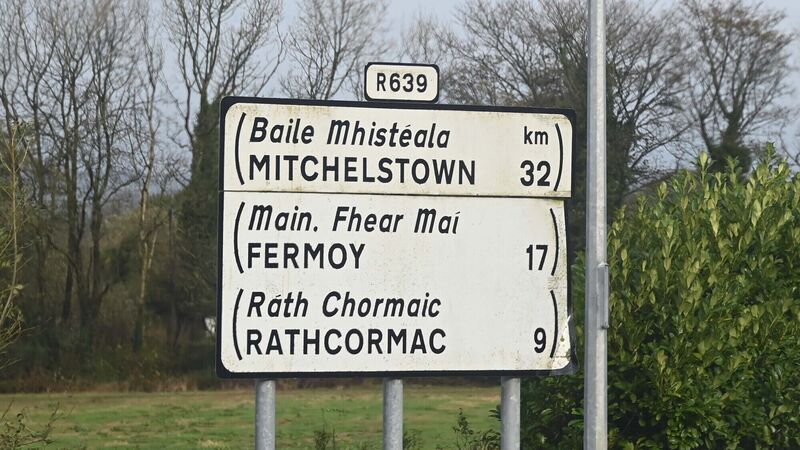 R639
Baile Mhistéala km
MITCHELSTOWN 32
Main. Fhear Maí
FERMOY 17
Ráth Chormaic
RATHCORMAC 9